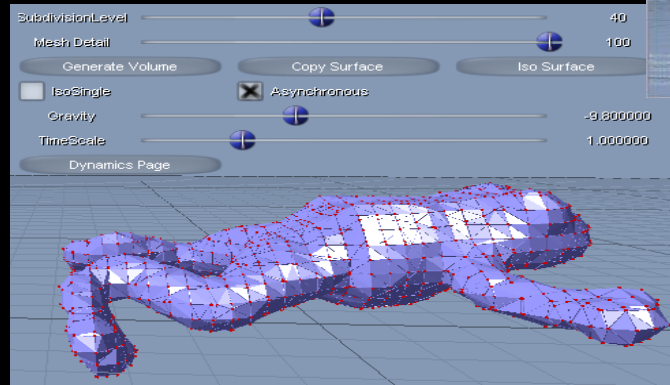 SubdivisionLevel 40
Mesh Detail 100
Generate Volume Copy Surface Iso Surface
IsoSingle Asynchronous
Gravity -9.800000
TimeScale 1.000000
Dynamics Page